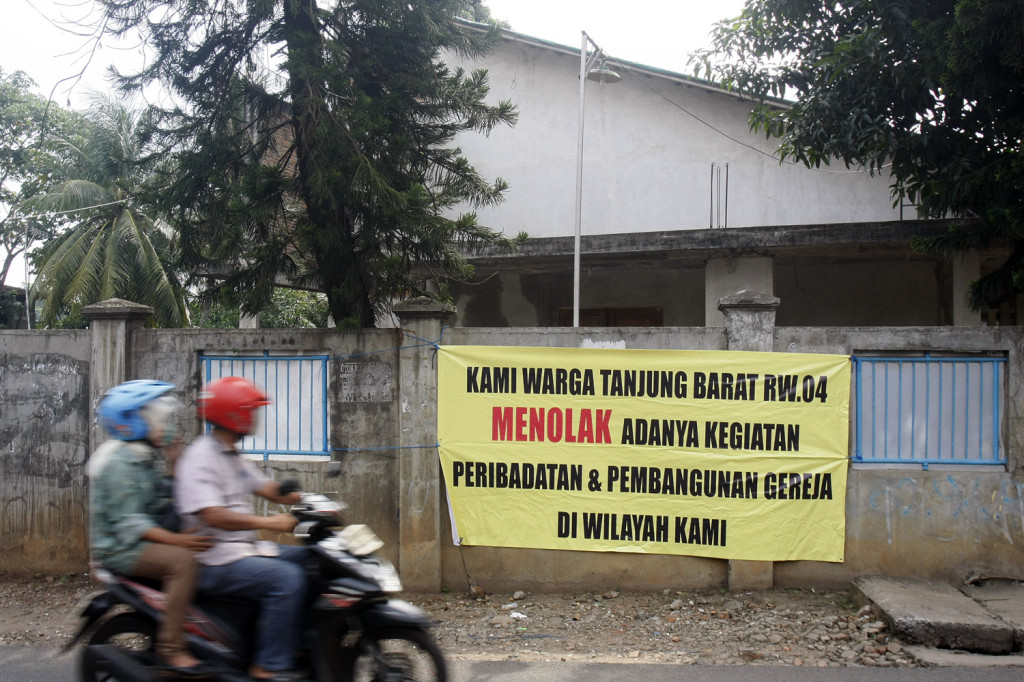 KAMI WARGA TANJUNG BARAT RW.04
MENOLAK ADANYA KEGIATAN
PERIBADATAN & PEMBANGUNAN GEREJA
DI WILAYAH KAMI